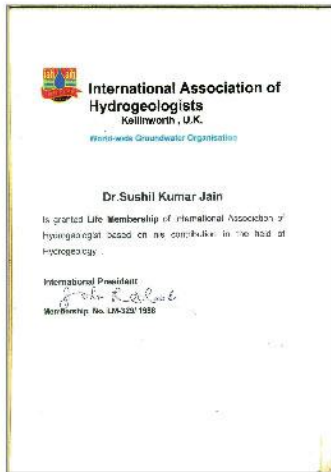 International Association of
Hydrogeologists
Kellinworth , U.K.
World-wide Groundwater Organisation
Dr.Sushil Kumar Jain
Is granted Life Membership of International Association of
Hydrogeologist based on his contribution in the field of
Hydrogeology .
International President
Membership. No. LM-329/ 1998